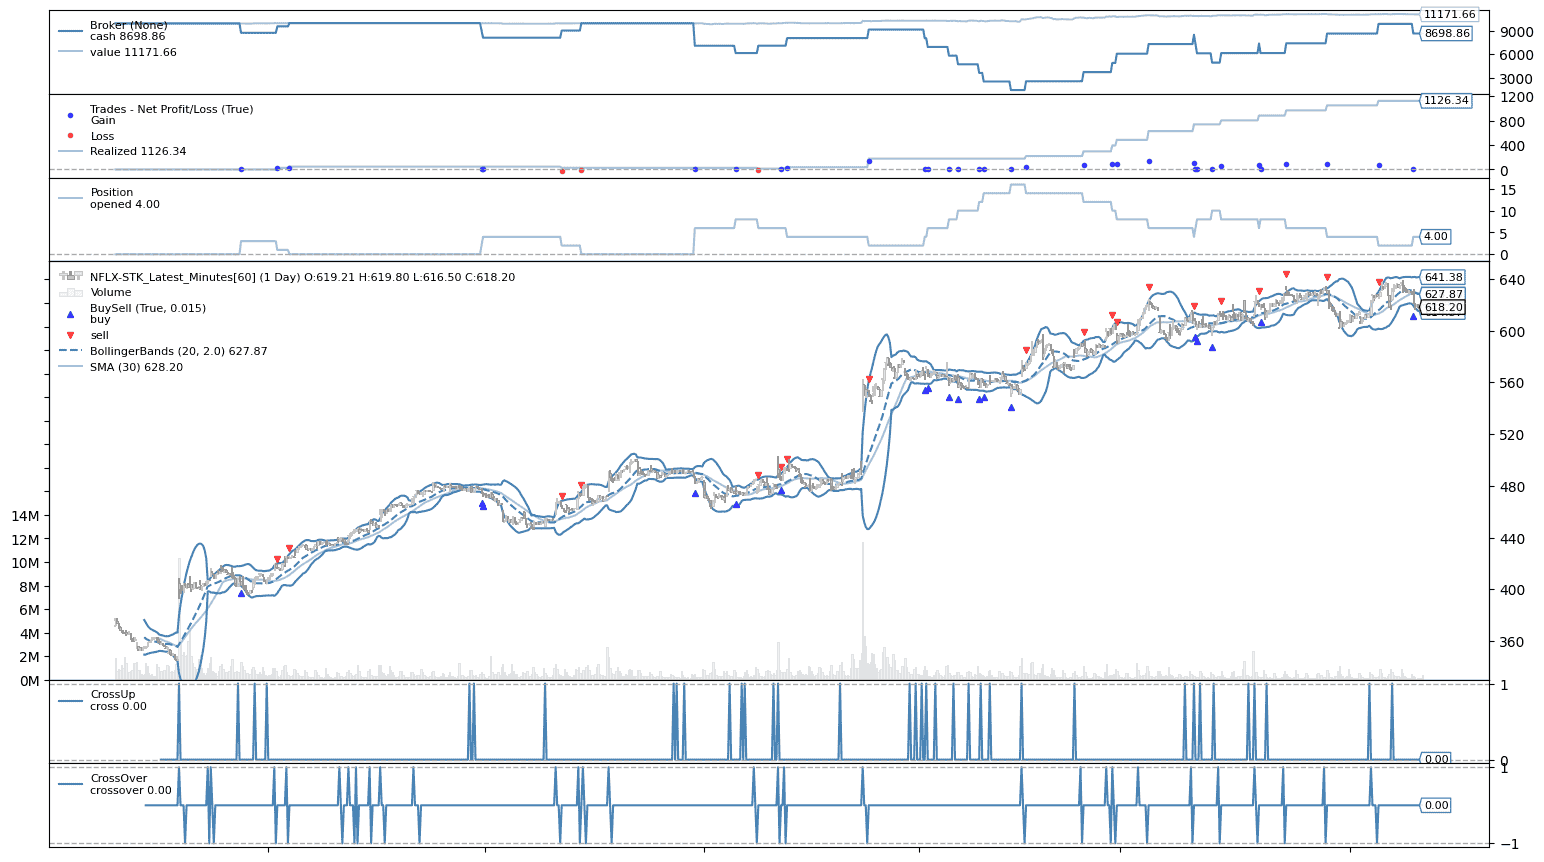 Broker (None)
cash 8698.86
value 11171.66
11171.66
8698.86
9000
6000
3000
Trades - Net Profit/Loss (True)
Gain
Loss
Realized 1126.34
1126.34
1200
800
400
0
Position
opened 4.00
4.00
15
10
5
0
NFLX-STK_Latest_Minutes[60] (1 Day) O:619.21 H:619.80 L:616.50 C:618.20
Volume
BuySell (True, 0.015)
buy
sell
BollingerBands (20, 2.0) 627.87
SMA (30) 628.20
641.38
627.87
618.20
640
600
560
520
480
440
400
360
14M
12M
10M
8M
6M
4M
2M
0M
CrossUp
cross 0.00
0.00
1
0
CrossOver
crossover 0.00
0.00
1
−1